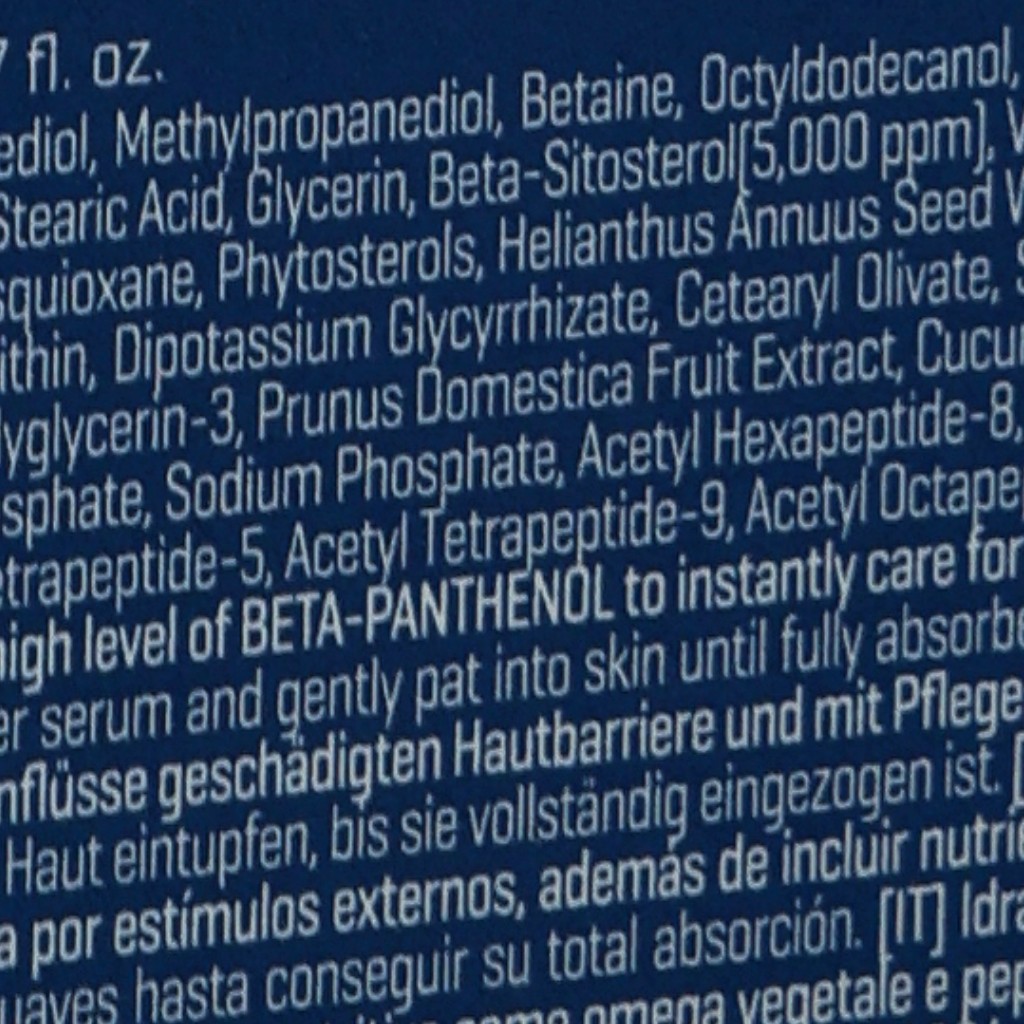 7 fl. oz.
ediol, Methylpropanediol, Betaine, Octyldodecanol,
Stearic Acid, Glycerin, Beta-Sitosterol[5,000 ppm], V
squioxane, Phytosterols, Helianthus Annuus Seed W
ithin, Dipotassium Glycyrrhizate, Cetearyl Olivate, S
lyglycerin-3, Prunus Domestica Fruit Extract, Cucu
sphate, Sodium Phosphate, Acetyl Hexapeptide-8,
etrapeptide-5, Acetyl Tetrapeptide-9, Acetyl Octape
high level of BETA-PANTHENOL to instantly care for
er serum and gently pat into skin until fully absorbe
nflüsse geschädigten Hautbarriere und mit Pflege
Haut eintupfen, bis sie vollständig eingezogen ist. [
a por estímulos externos, además de incluir nutrie
uaves hasta conseguir su total absorción. [IT] Idra
come omega vegetale e pep